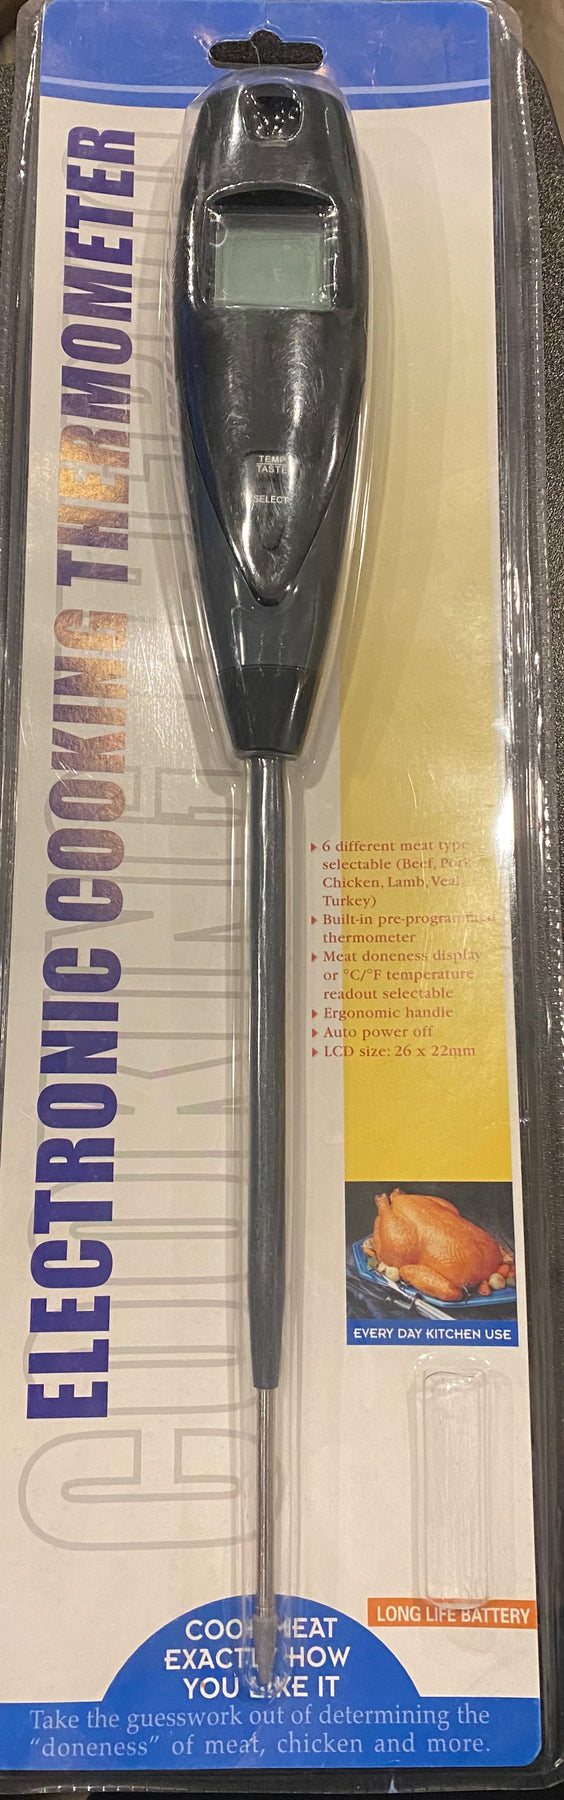 ELECTRONIC COOKING THERMOMETER
TEMP
TASTE
SELECT
6 different meat type
selectable (Beef, Pork
Chicken, Lamb, Veal,
Turkey)
Built-in pre-programmed
thermometer
Meat doneness display
or °C/°F temperature
readout selectable
Ergonomic handle
Auto power off
LCD size: 26 x 22mm
EVERY DAY KITCHEN USE
LONG LIFE BATTERY
COOK MEAT
EXACTLY HOW
YOU LIKE IT
Take the guesswork out of determining the
"doneness" of meat, chicken and more.